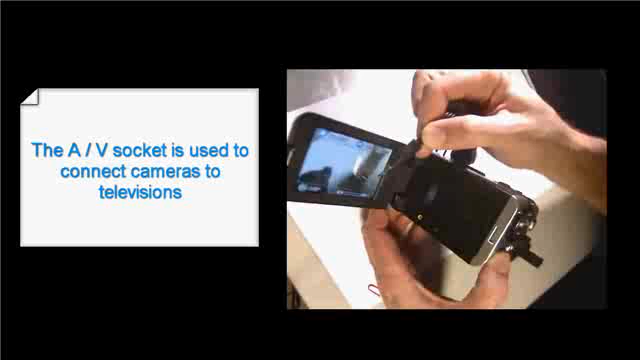 The A / V socket is used to
connect cameras to
televisions